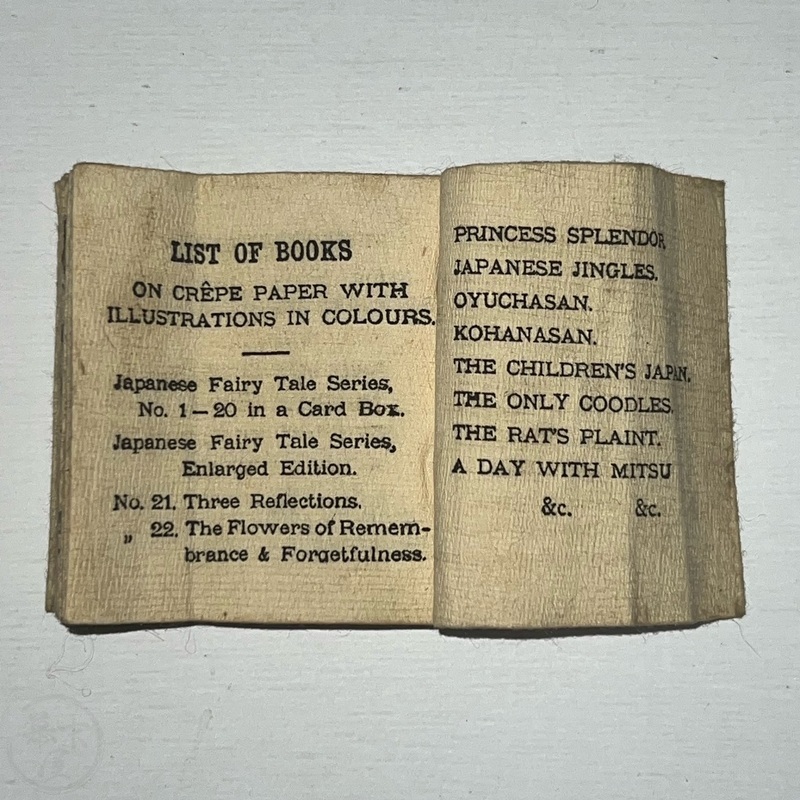 LIST OF BOOKS
ON CRÊPE PAPER WITH
ILLUSTRATIONS IN COLOURS.
Japanese Fairy Tale Series,
No. 1–20 in a Card Box.
Japanese Fairy Tale Series,
Enlarged Edition.
No. 21. Three Reflections.
„ 22. The Flowers of Remem-
brance & Forgetfulness.
PRINCESS SPLENDOR
JAPANESE JINGLES.
OYUCHASAN.
KOHANASAN.
THE CHILDREN'S JAPAN.
THE ONLY COODLES.
THE RAT'S PLAINT.
A DAY WITH MITSU
&c. &c.